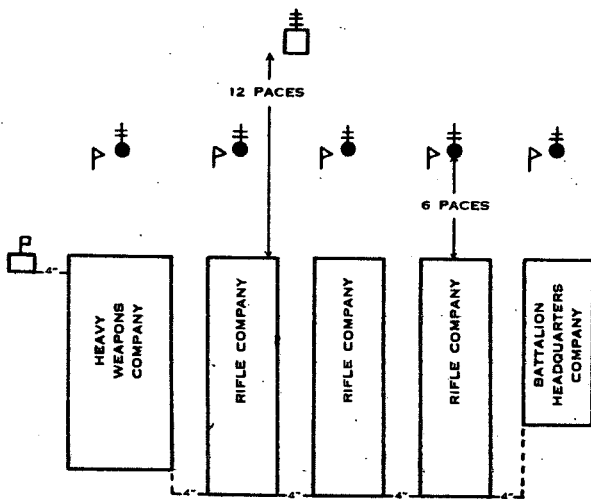 12 PACES
6 PACES
4"
HEAVY
WEAPONS
COMPANY
RIFLE COMPANY
RIFLE COMPANY
RIFLE COMPANY
BATTALION
HEADQUARTERS
COMPANY
4"
4"
4"
4"